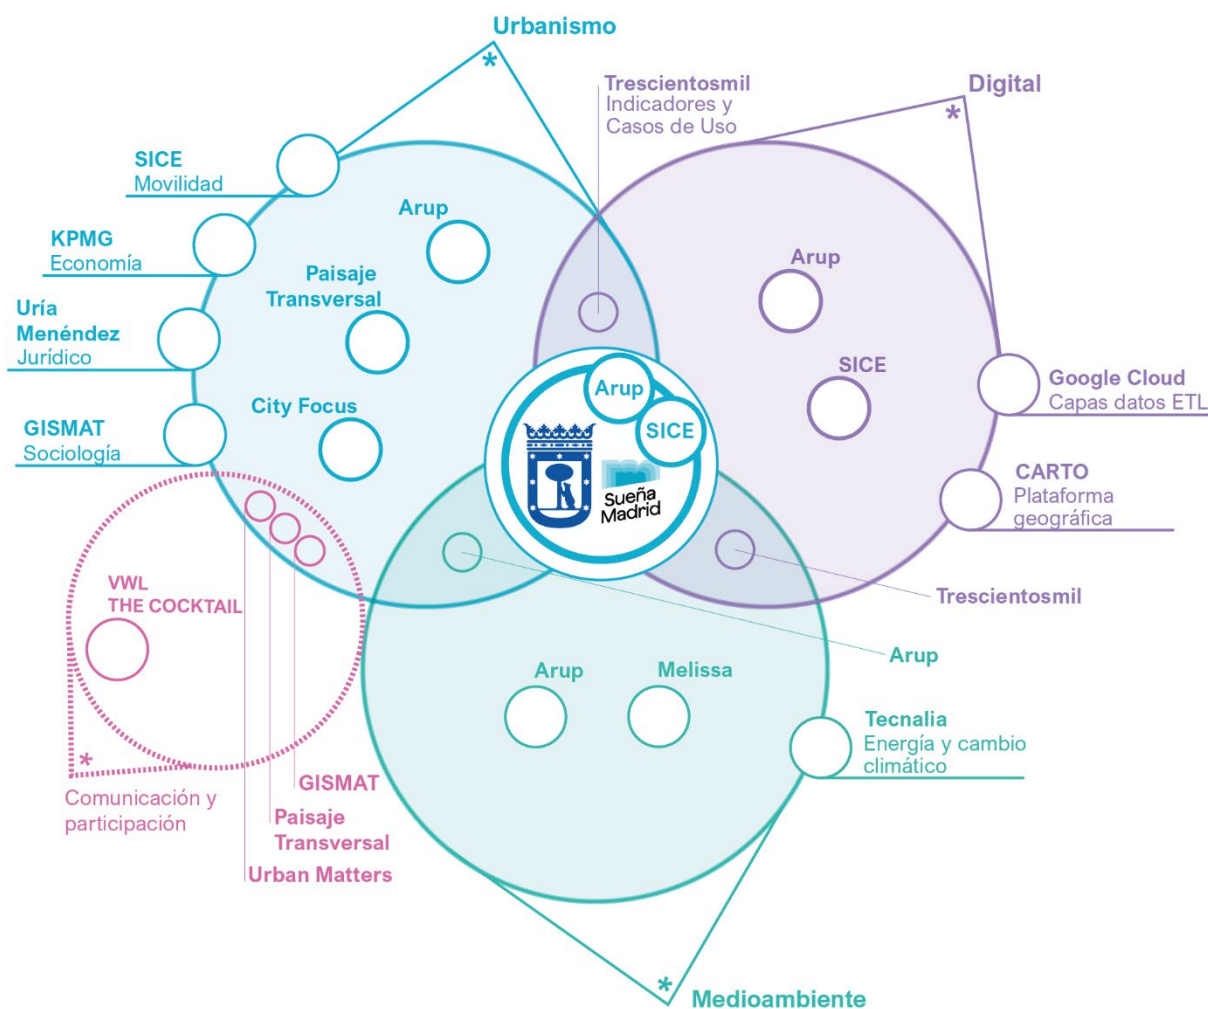 Urbanismo
*
Trescientosmil
Indicadores y
Casos de Uso
Digital
*
SICE
Movilidad
Arup
KPMG
Economía
Paisaje
Transversal
Arup
Uría
Menéndez
Jurídico
SICE
Google Cloud
Capas datos ETL
City Focus
Arup
SICE
GISMAT
Sociología
CARTO
Plataforma
geográfica
m
Sueña
Madrid
VWL
THE COCKTAIL
Trescientosmil
Arup
Arup
Melissa
Tecnalia
Energía y cambio
climático
*
Comunicación y
participación
GISMAT
Paisaje
Transversal
Urban Matters
*
Medioambiente